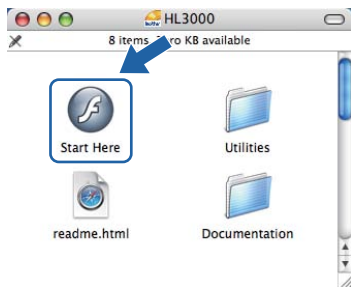 HL3000
8 items, ro KB available
Start Here
Utilities
readme.html
Documentation